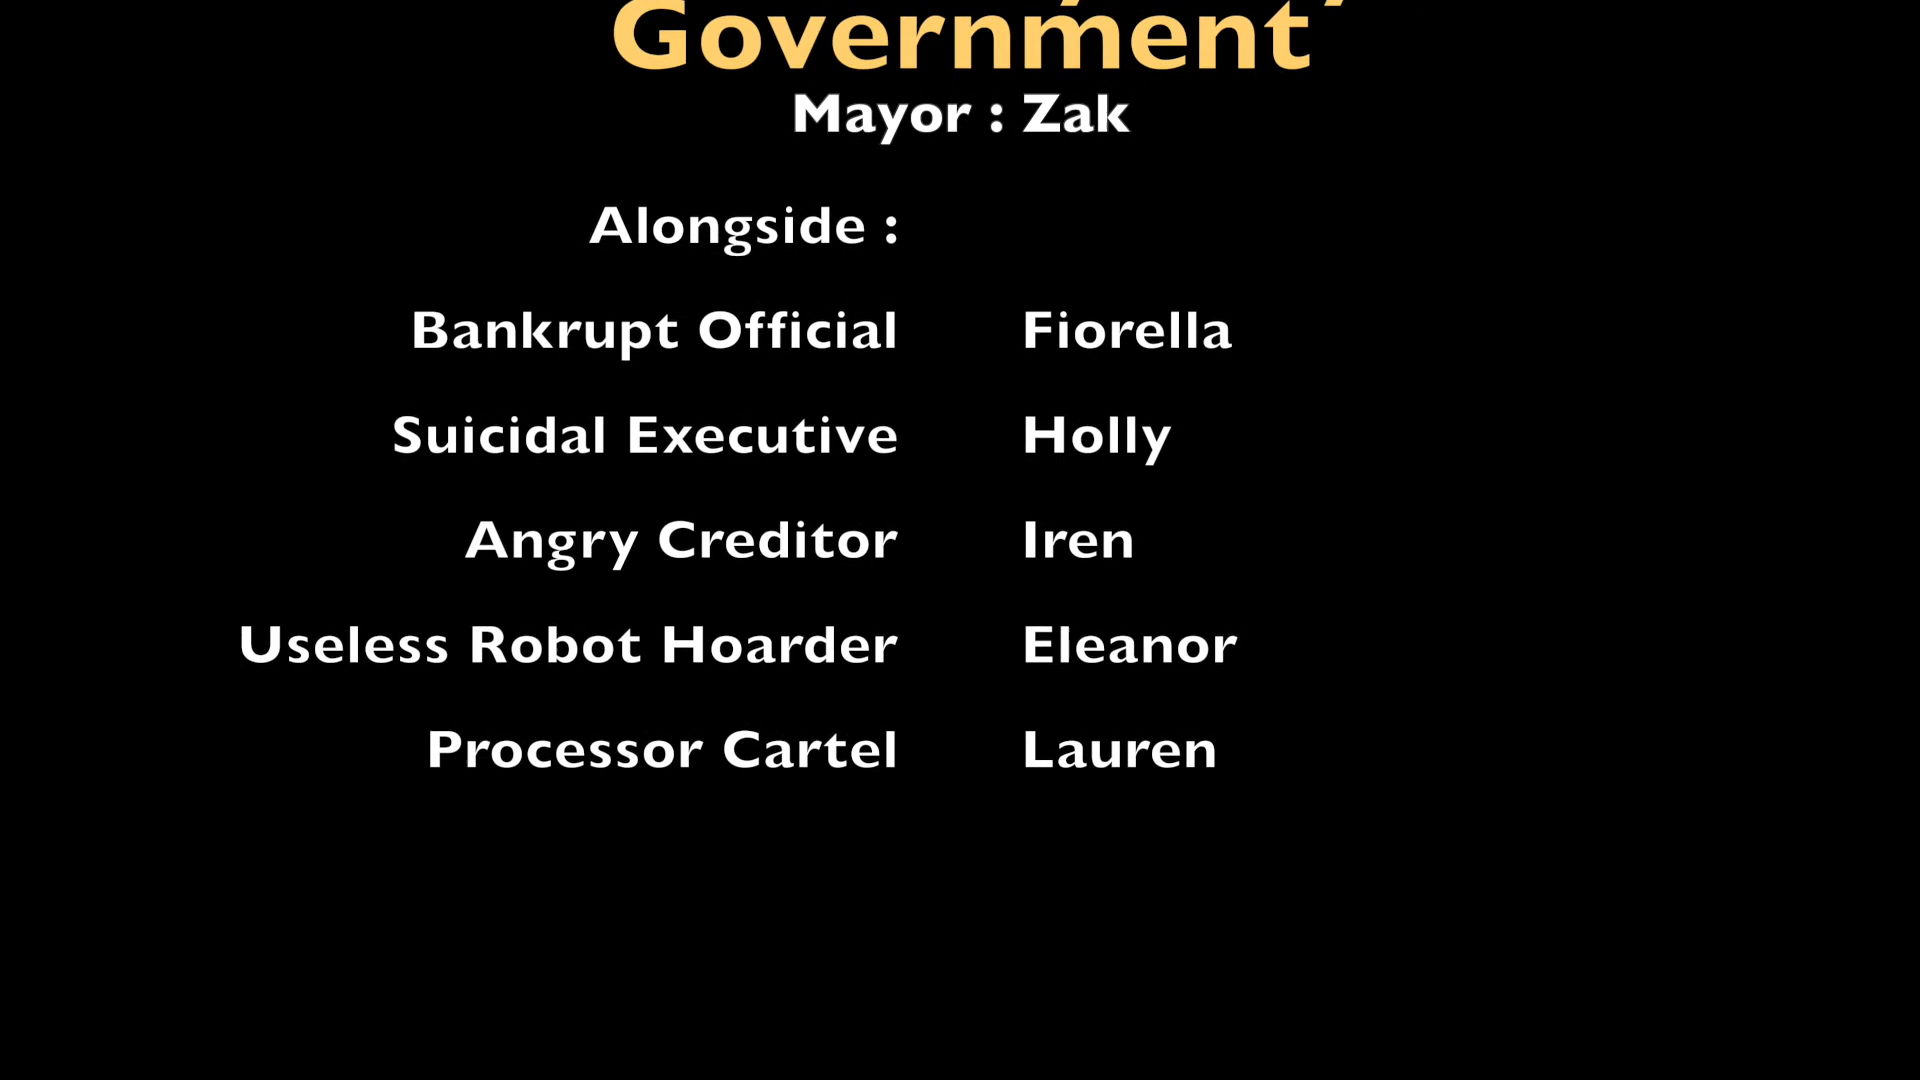 Government
Mayor : Zak
Alongside :
Bankrupt Official Fiorella
Suicidal Executive Holly
Angry Creditor Iren
Useless Robot Hoarder Eleanor
Processor Cartel Lauren